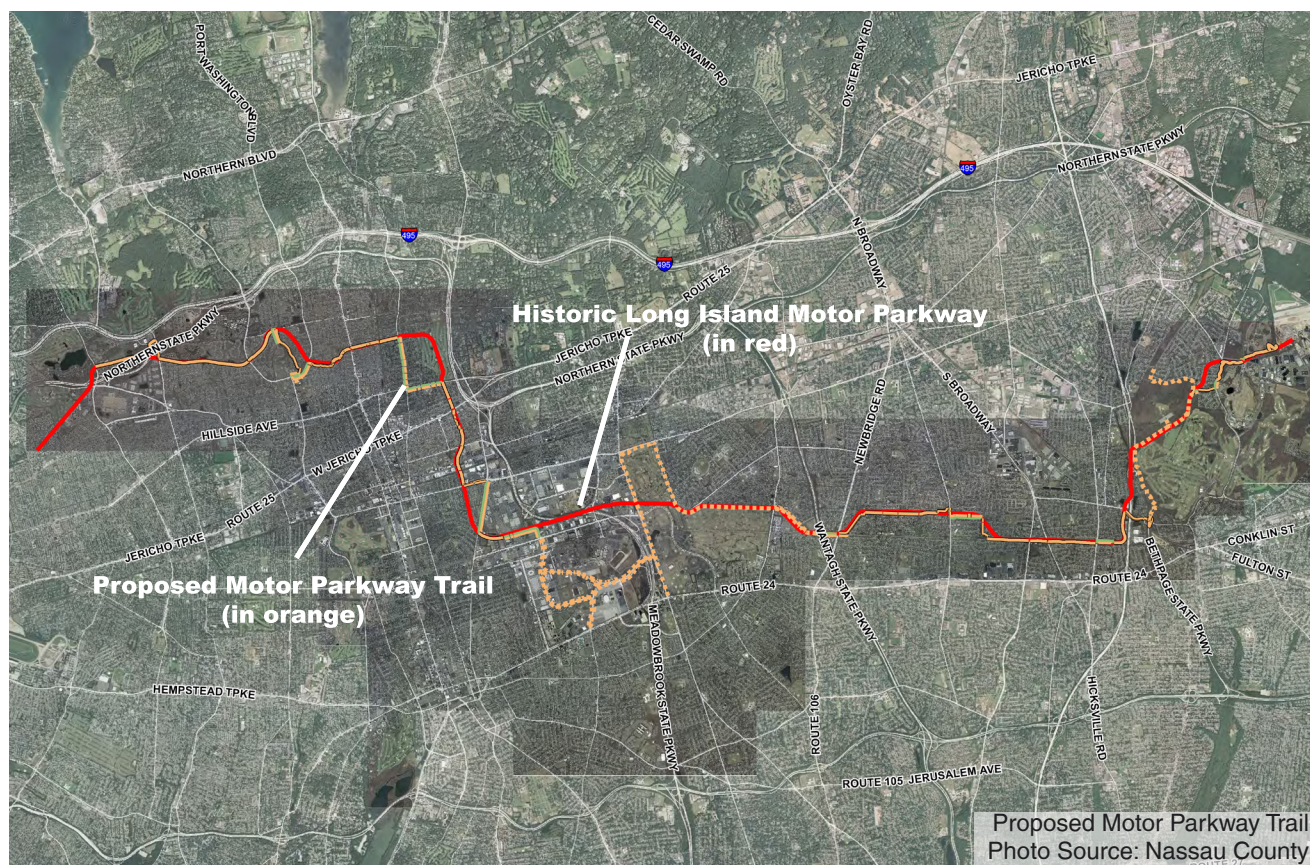 PORT WASHINGTON BLVD
CEDAR SWAMP RD
OYSTER BAY RD
JERICHO TPKE
NORTHERN BLVD
NORTHERN STATE PKWY
495
495
495
N BROADWAY
ROUTE 25
Historic Long Island Motor Parkway
(in red)
JERICHO TPKE
NORTHERN STATE PKWY
NORTHERN STATE PKWY
HILLSIDE AVE
W JERICHO TPKE
NEWBRIDGE RD
S BROADWAY
ROUTE 25
JERICHO TPKE
WANTAGH STATE PKWY
BETHPAGE STATE PKWY
CONKLIN ST
FULTON ST
Proposed Motor Parkway Trail
(in orange)
ROUTE 24
ROUTE 24
MEADOWBROOK STATE PKWY
HEMPSTEAD TPKE
ROUTE 106
HICKSVILLE RD
ROUTE 105 JERUSALEM AVE
Proposed Motor Parkway Trail
Photo Source: Nassau County